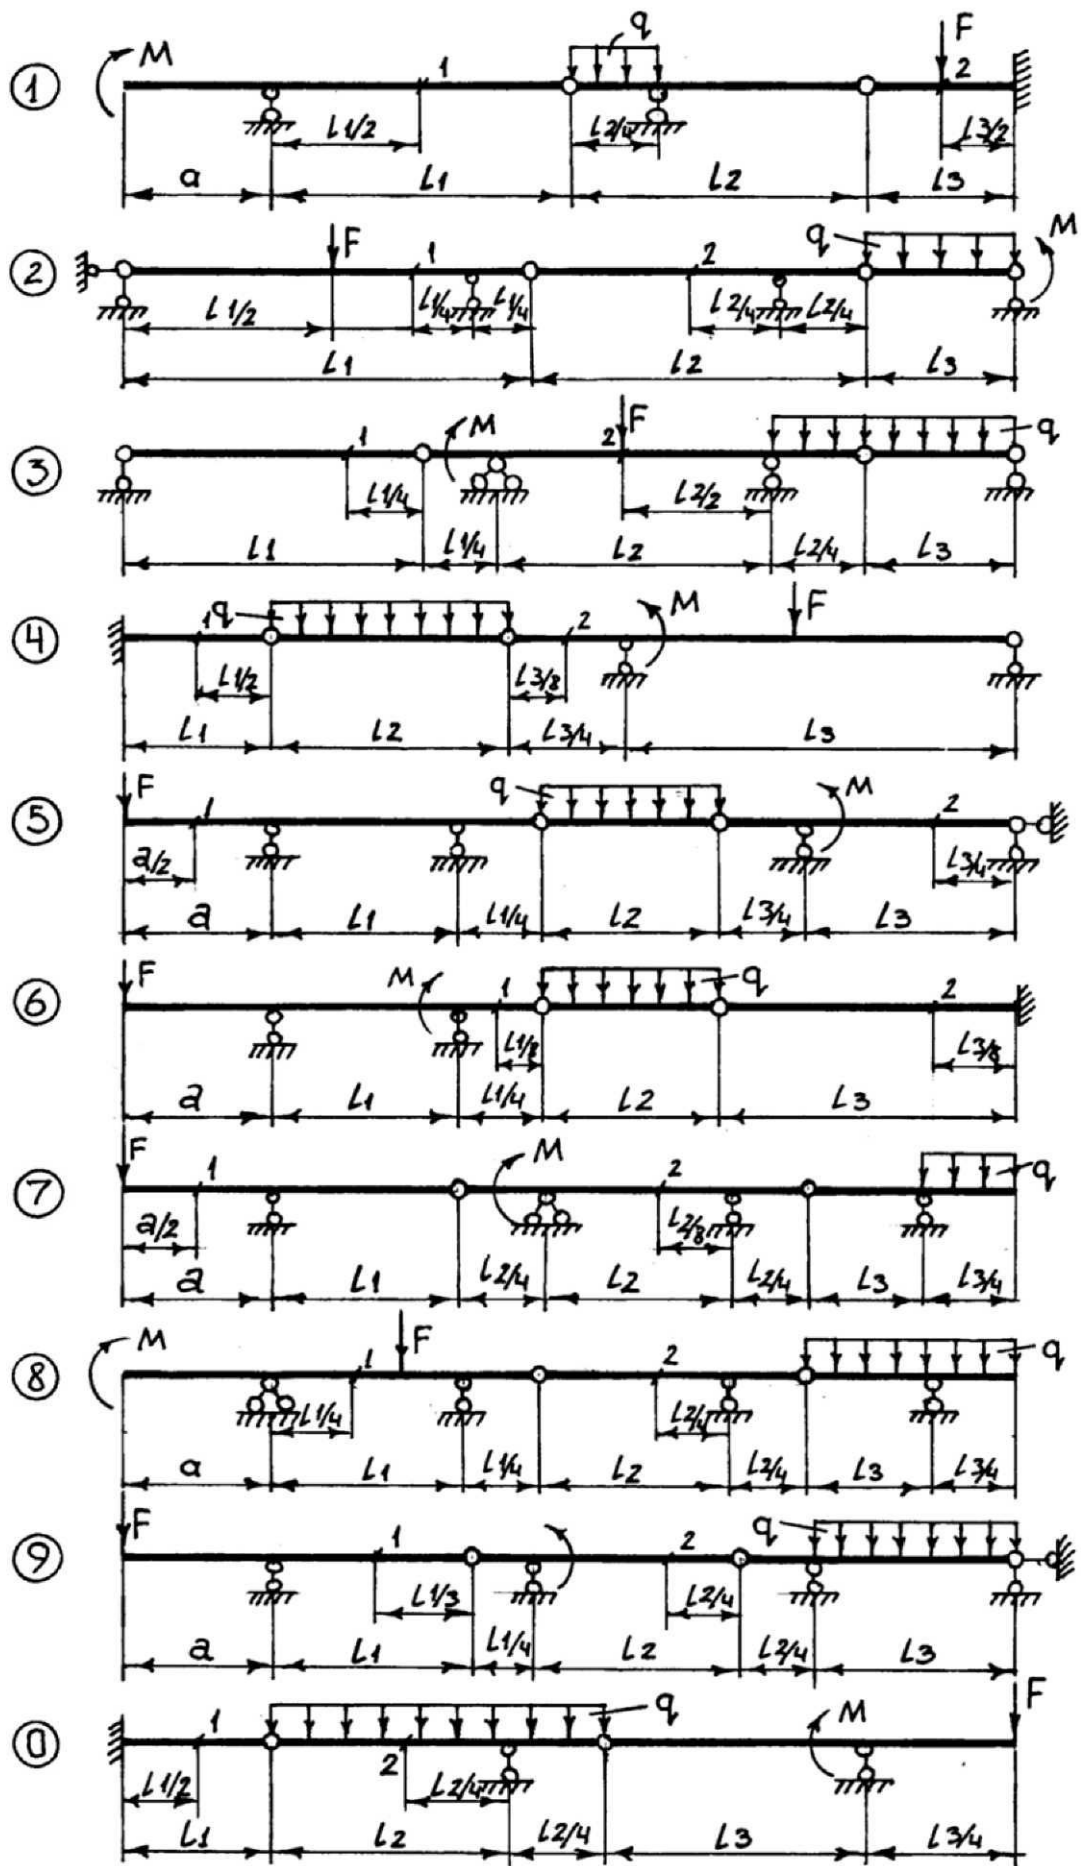 M q F
1 1 2
L1/2 L2/4 L3/2
a L1 L2 L3
F q M
2 1 2
L1/2 L1/4 L1/4 L2/4 L2/4
L1 L2 L3
M F q
3 1 2
L1/4 L2/2
L1 L1/4 L2 L2/4 L3
q M F
4 1 2
L1/2 L3/8
L1 L2 L3/4 L3
F q M
5 1 2
a/2 L3/4
a L1 L1/4 L2 L3/4 L3
F M q
6 1 2
L1/8 L3/8
a L1 L1/4 L2 L3
F M q
7 1 2
a/2 L2/8
a L1 L2/4 L2 L2/4 L3 L3/4
M F q
8 1 2
L1/4 L2/4
a L1 L1/4 L2 L2/4 L3 L3/4
F q
9 1 2
L1/3 L2/4
a L1 L1/4 L2 L2/4 L3
q M F
0 1 2
L1/2 L2/4
L1 L2 L2/4 L3 L3/4